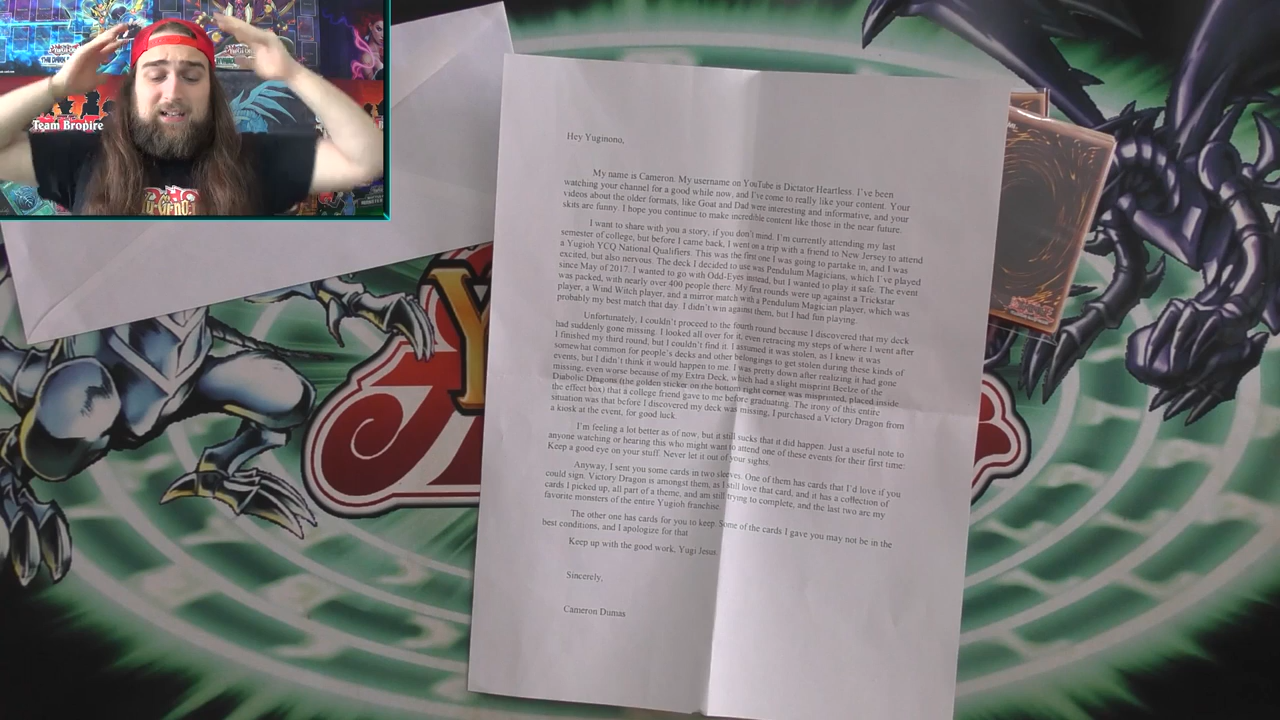 Team Bropire
Hey Yuginono,
My name is Cameron. My username on YouTube is Dictator Heartless. I've been
watching your channel for a good while now, and I've come to really like your content. Your
videos about the older formats, like Goat and Dad were interesting and informative, and your
skits are funny. I hope you continue to make incredible content like those in the near future.
I want to share with you a story, if you don't mind. I'm currently attending my last
semester of college, but before I came back, I went on a trip with a friend to New Jersey to attend
a Yugioh YCQ National Qualifiers. This was the first one I was going to partake in, and I was
excited, but also nervous. The deck I decided to use was Pendulum Magicians, which I've played
since May of 2017. I wanted to go with Odd-Eyes instead, but I wanted to play it safe. The event
was packed, with nearly over 400 people there. My first rounds were up against a Trickstar
player, a Wind Witch player, and a mirror match with a Pendulum Magician player, which was
probably my best match that day. I didn't win against them, but I had fun playing.
Unfortunately, I couldn't proceed to the fourth round because I discovered that my deck
had suddenly gone missing. I looked all over for it, even retracing my steps of where I went after
I finished my third round, but I couldn't find it. I assumed it was stolen, as I knew it was
somewhat common for people's decks and other belongings to get stolen during these kinds of
events, but I didn't think it would happen to me. I was pretty down after realizing it had gone
missing, even worse because of my Extra Deck, which had a slight misprint Beelze of the
Diabolic Dragons (the golden sticker on the bottom right corner was misprinted, placed inside
the effect box) that a college friend gave to me before graduating. The irony of this entire
situation was that before I discovered my deck was missing, I purchased a Victory Dragon from
a kiosk at the event, for good luck.
I'm feeling a lot better as of now, but it still sucks that it did happen. Just a useful note to
anyone watching or hearing this who might want to attend one of these events for their first time:
Keep a good eye on your stuff. Never let it out of your sights.
Anyway, I sent you some cards in two sleeves. One of them has cards that I'd love if you
could sign. Victory Dragon is amongst them, as I still love that card, and it has a collection of
cards I picked up, all part of a theme, and am still trying to complete, and the last two are my
favorite monsters of the entire Yugioh franchise.
The other one has cards for you to keep. Some of the cards I gave you may not be in the
best conditions, and I apologize for that
Keep up with the good work, Yugi Jesus.
Sincerely,
Cameron Dumas